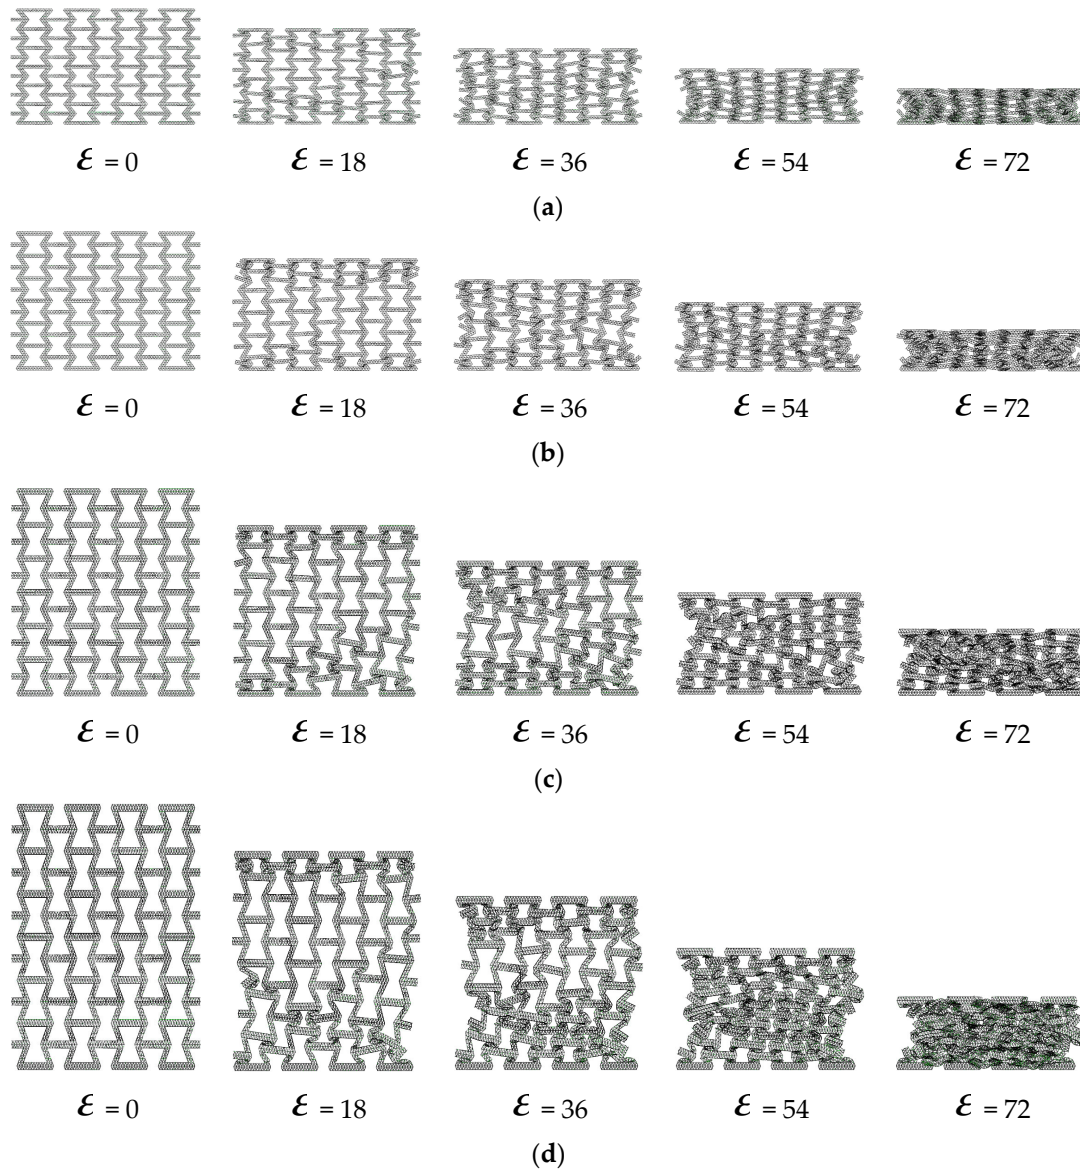 ℰ = 0 ℰ = 18 ℰ = 36 ℰ = 54 ℰ = 72
(a)
ℰ = 0 ℰ = 18 ℰ = 36 ℰ = 54 ℰ = 72
(b)
ℰ = 0 ℰ = 18 ℰ = 36 ℰ = 54 ℰ = 72
(c)
ℰ = 0 ℰ = 18 ℰ = 36 ℰ = 54 ℰ = 72
(d)